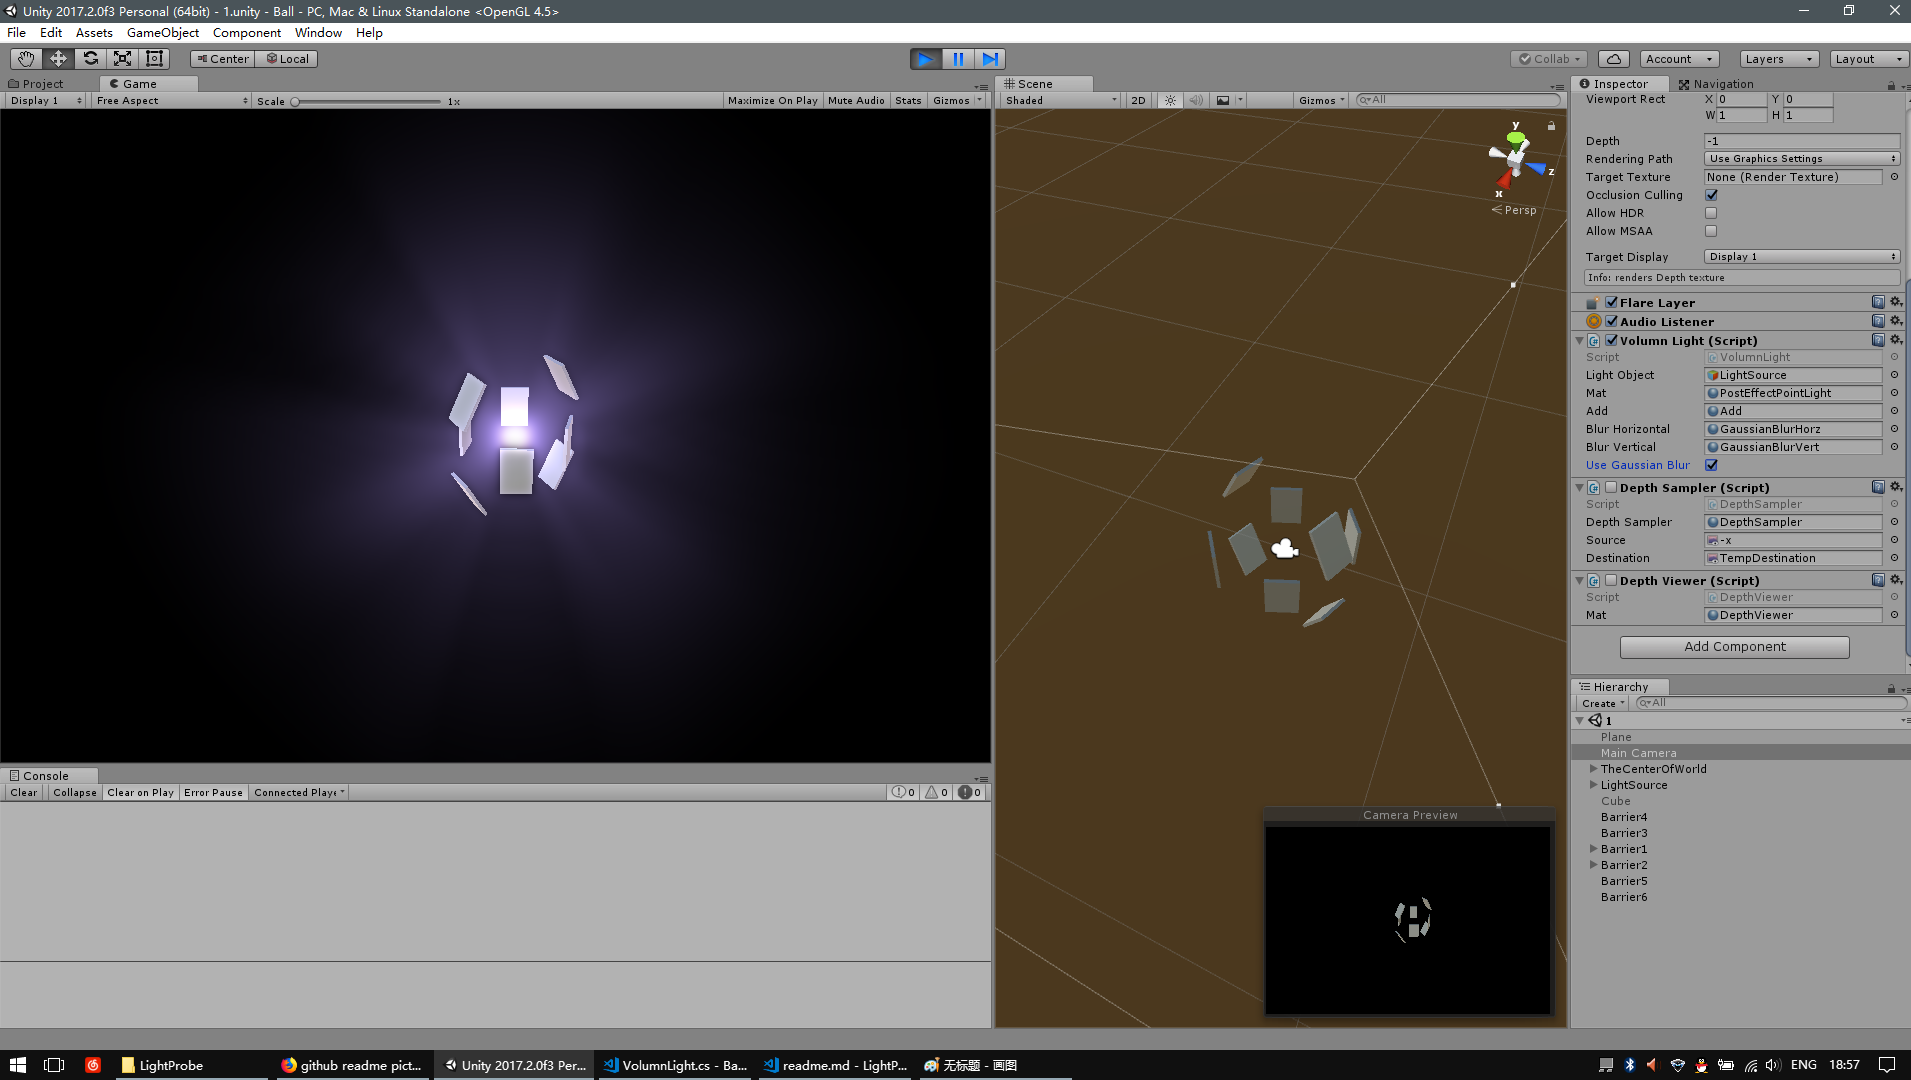 Unity 2017.2.0f3 Personal (64bit) - 1.unity - Ball - PC, Mac & Linux Standalone <OpenGL 4.5>
File Edit Assets GameObject Component Window Help
Center Local Collab Account Layers Layout
Project Game
Display 1 Free Aspect Scale 1x Maximize On Play Mute Audio Stats Gizmos
Scene
Shaded 2D Gizmos All
y
z
x
Persp
Camera Preview
Inspector Navigation
Viewport Rect X 0 Y 0
W 1 H 1
Depth -1
Rendering Path Use Graphics Settings
Target Texture None (Render Texture)
Occlusion Culling
Allow HDR
Allow MSAA
Target Display Display 1
Info: renders Depth texture
Flare Layer
Audio Listener
Volumn Light (Script)
Script VolumnLight
Light Object LightSource
Mat PostEffectPointLight
Add Add
Blur Horizontal GaussianBlurHorz
Blur Vertical GaussianBlurVert
Use Gaussian Blur
Depth Sampler (Script)
Script DepthSampler
Depth Sampler DepthSampler
Source -x
Destination TempDestination
Depth Viewer (Script)
Script DepthViewer
Mat DepthViewer
Add Component
Hierarchy
Create All
1
Plane
Main Camera
TheCenterOfWorld
LightSource
Cube
Barrier4
Barrier3
Barrier1
Barrier2
Barrier5
Barrier6
Console
Clear Collapse Clear on Play Error Pause Connected Playe 0 0 0
LightProbe github readme pict... Unity 2017.2.0f3 Per... VolumnLight.cs - Ba... readme.md - LightP... 无标题 - 画图 ENG 18:57